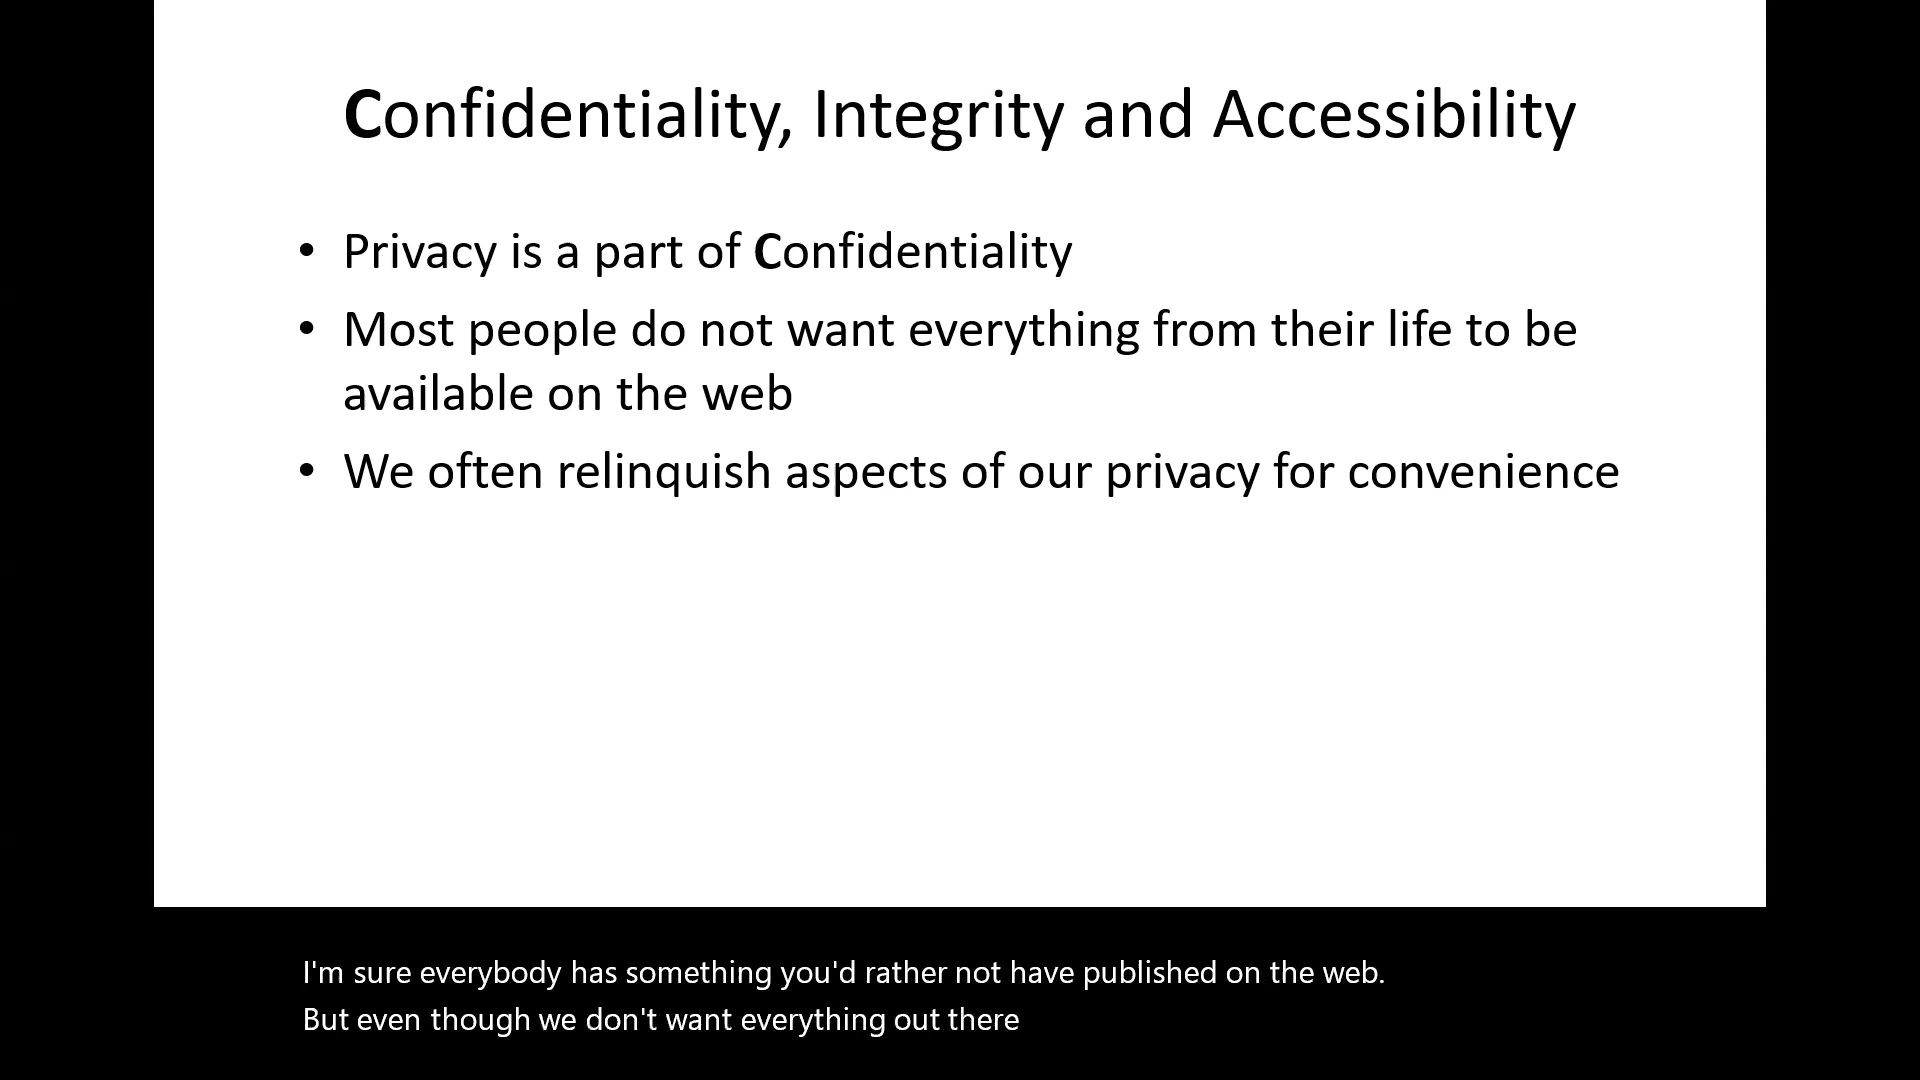 Confidentiality, Integrity and Accessibility
• Privacy is a part of Confidentiality
• Most people do not want everything from their life to be
available on the web
• We often relinquish aspects of our privacy for convenience
I'm sure everybody has something you'd rather not have published on the web.
But even though we don't want everything out there